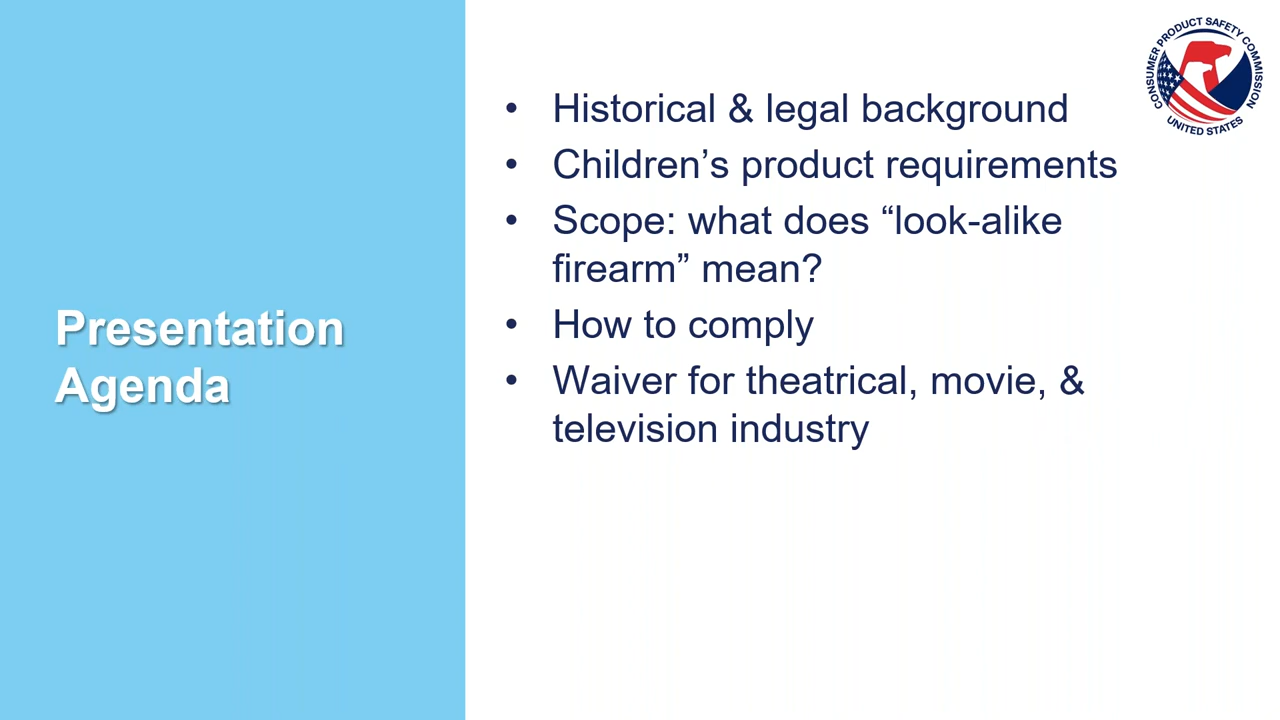 Presentation
Agenda
• Historical & legal background
• Children’s product requirements
• Scope: what does “look-alike
firearm” mean?
• How to comply
• Waiver for theatrical, movie, &
television industry
CONSUMER PRODUCT SAFETY COMMISSION
UNITED STATES